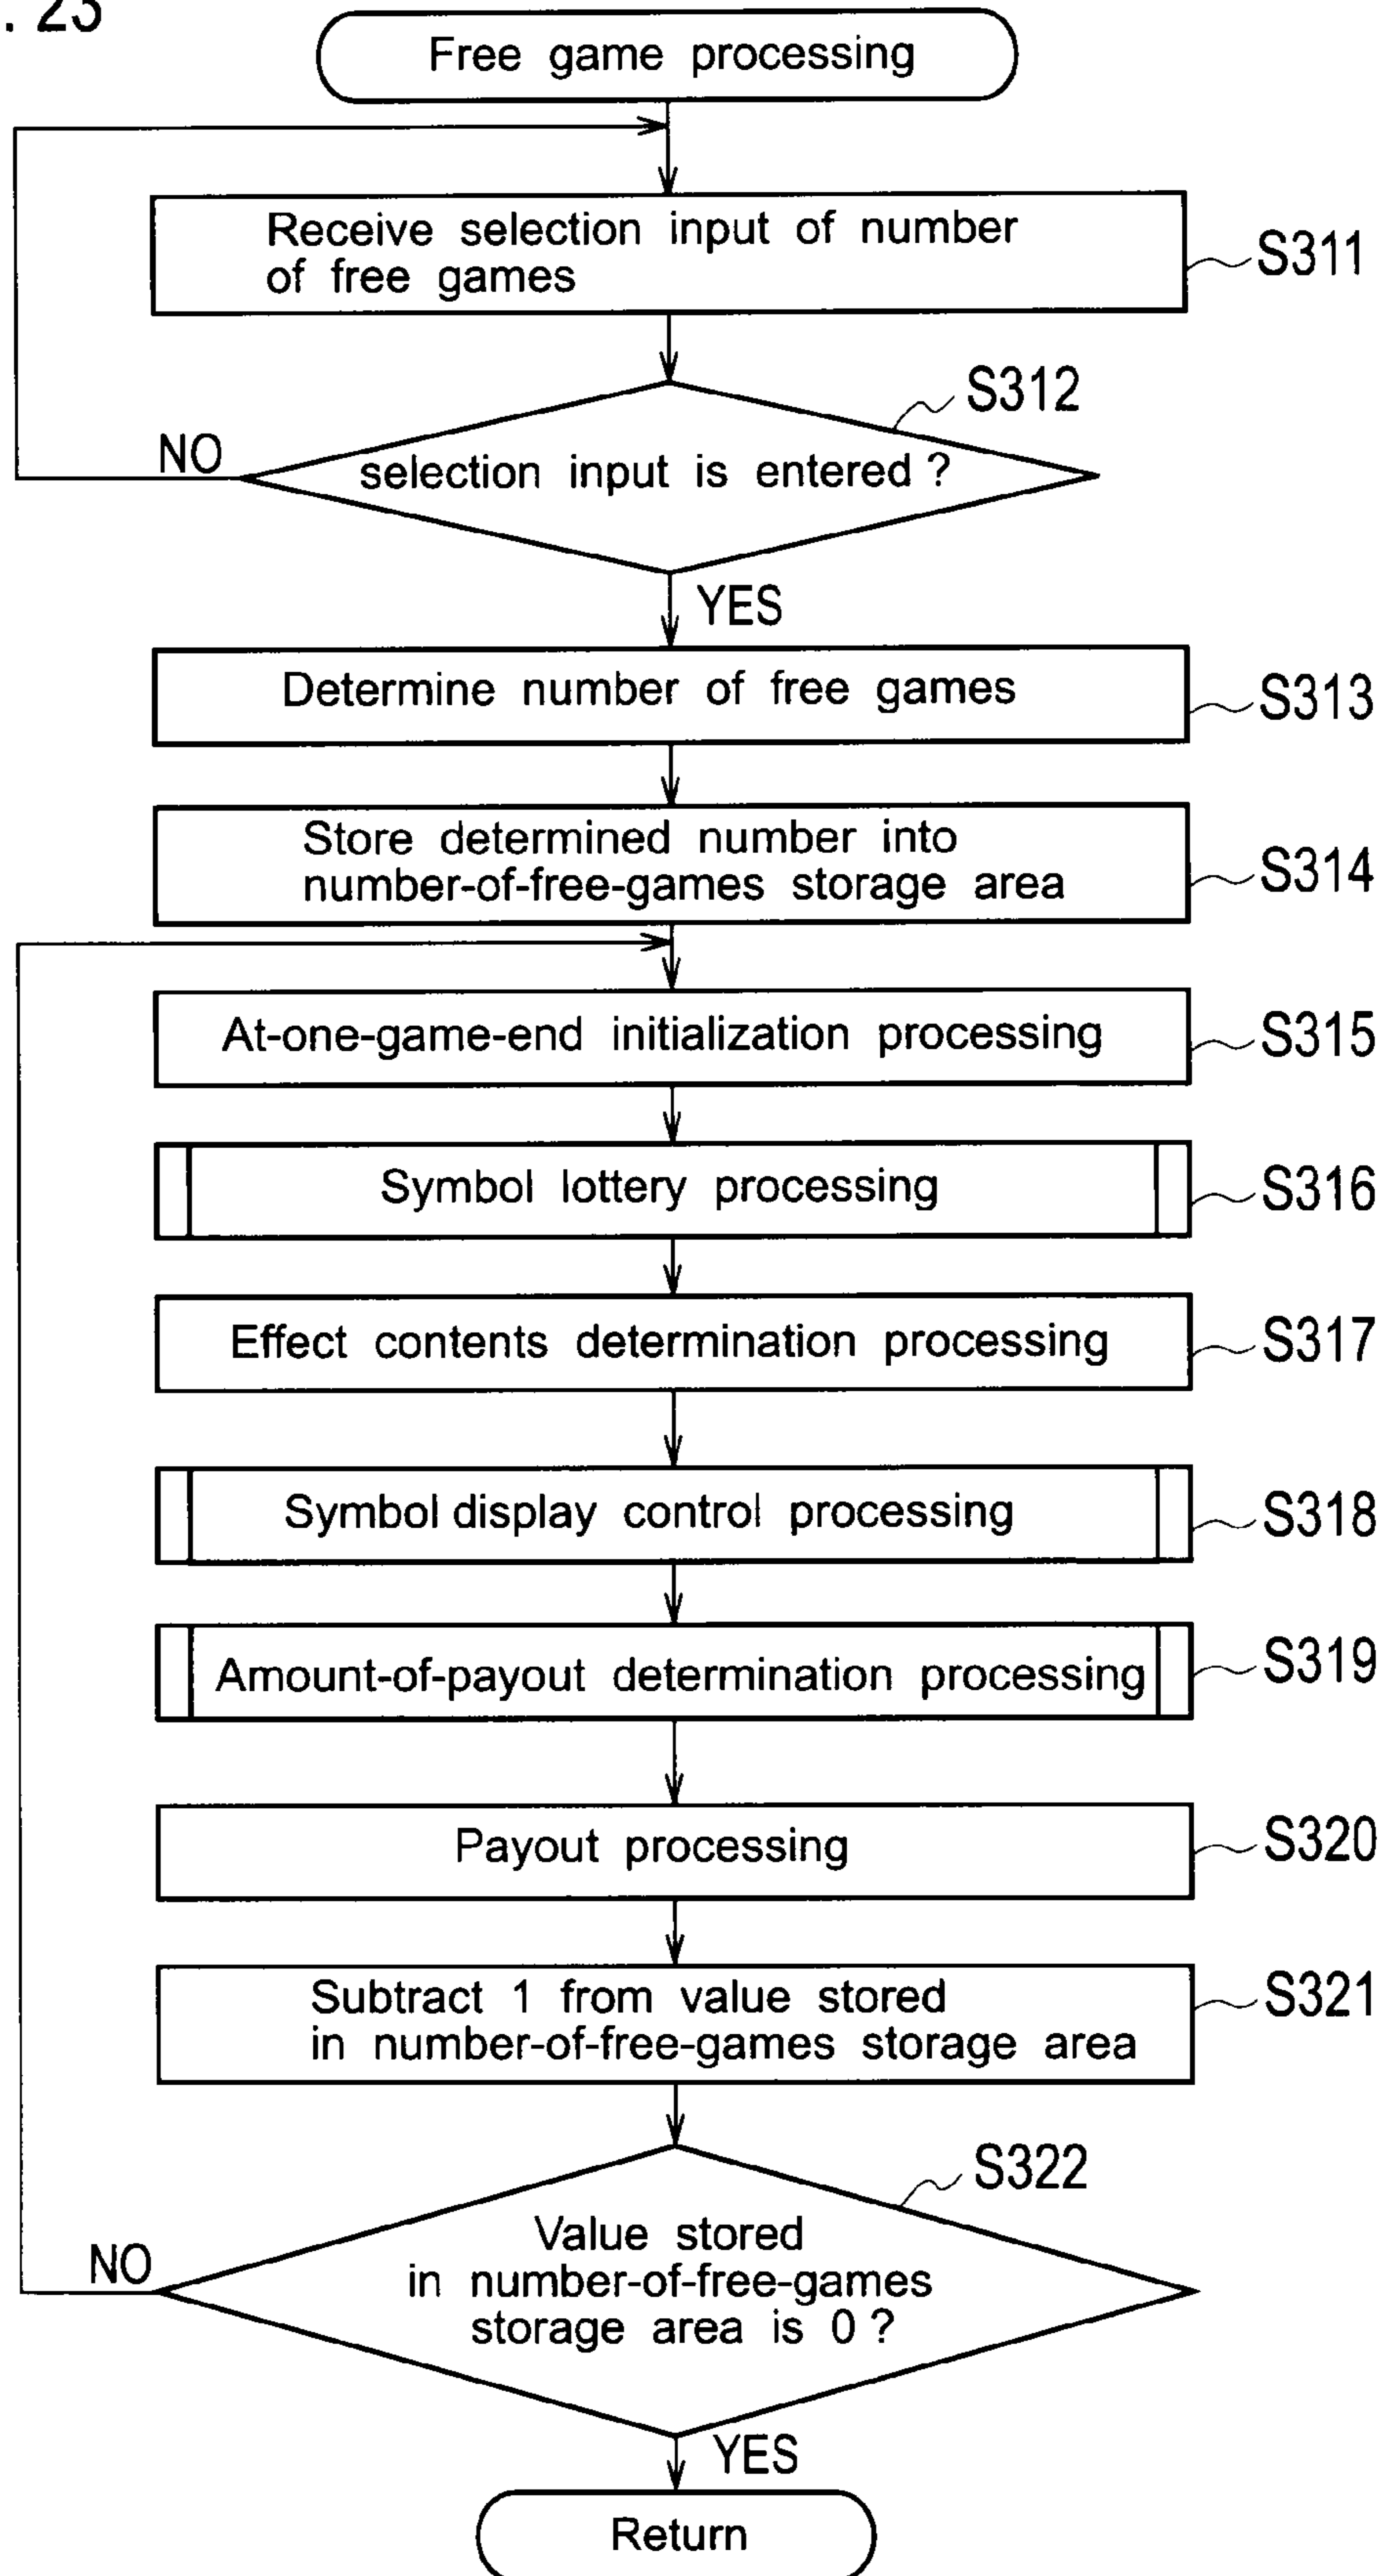 . 23
Free game processing
Receive selection input of number
of free games
S311
S312
NO
selection input is entered ?
YES
Determine number of free games
S313
Store determined number into
number-of-free-games storage area
S314
At-one-game-end initialization processing
S315
Symbol lottery processing
S316
Effect contents determination processing
S317
Symbol display control processing
S318
Amount-of-payout determination processing
S319
Payout processing
S320
Subtract 1 from value stored
in number-of-free-games storage area
S321
S322
NO
Value stored
in number-of-free-games
storage area is 0 ?
YES
Return